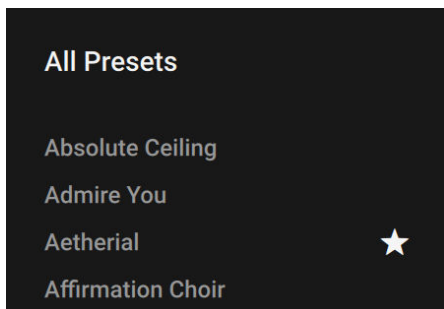 All Presets
Absolute Ceiling
Admire You
Aetherial
Affirmation Choir